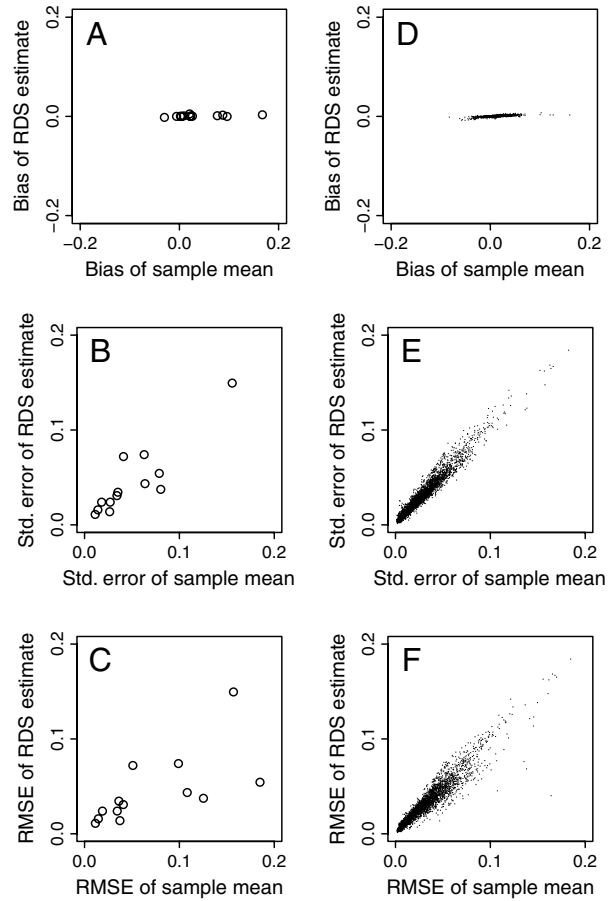 A
Bias of RDS estimate
0.2
0.0
−0.2
−0.2 0.0 0.2
Bias of sample mean
D
Bias of RDS estimate
0.2
0.0
−0.2
−0.2 0.0 0.2
Bias of sample mean
B
Std. error of RDS estimate
0.2
0.1
0.0
0.0 0.1 0.2
Std. error of sample mean
E
Std. error of RDS estimate
0.2
0.1
0.0
0.0 0.1 0.2
Std. error of sample mean
C
RMSE of RDS estimate
0.2
0.1
0.0
0.0 0.1 0.2
RMSE of sample mean
F
RMSE of RDS estimate
0.2
0.1
0.0
0.0 0.1 0.2
RMSE of sample mean